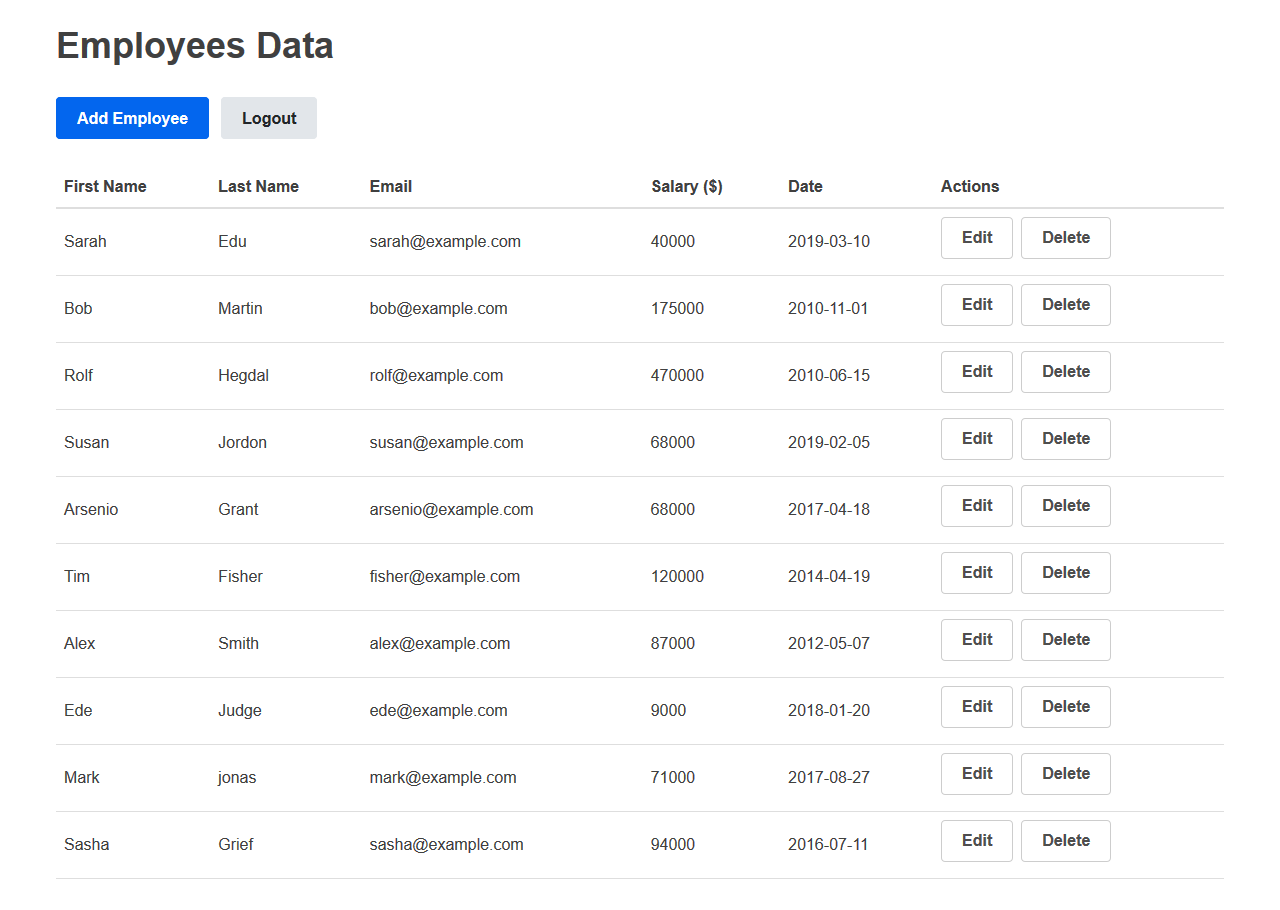 Employees Data
Add Employee Logout
First Name Last Name Email Salary ($) Date Actions
Sarah Edu sarah@example.com 40000 2019-03-10 Edit Delete
Bob Martin bob@example.com 175000 2010-11-01 Edit Delete
Rolf Hegdal rolf@example.com 470000 2010-06-15 Edit Delete
Susan Jordon susan@example.com 68000 2019-02-05 Edit Delete
Arsenio Grant arsenio@example.com 68000 2017-04-18 Edit Delete
Tim Fisher fisher@example.com 120000 2014-04-19 Edit Delete
Alex Smith alex@example.com 87000 2012-05-07 Edit Delete
Ede Judge ede@example.com 9000 2018-01-20 Edit Delete
Mark jonas mark@example.com 71000 2017-08-27 Edit Delete
Sasha Grief sasha@example.com 94000 2016-07-11 Edit Delete